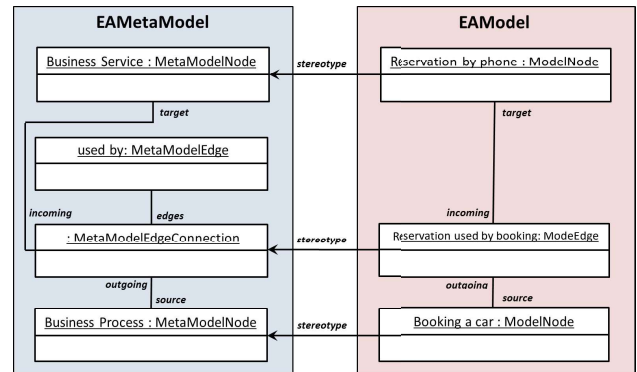 EAMetaModel
EAModel
Business Service : MetaModelNode
stereotype
Reservation by phone : ModelNode
target
target
used by: MetaModelEdge
incoming
edges
incoming
: MetaModelEdgeConnection
stereotype
Reservation used by booking: ModeEdge
outgoing
outgoing
source
source
Business Process : MetaModelNode
stereotype
Booking a car : ModelNode